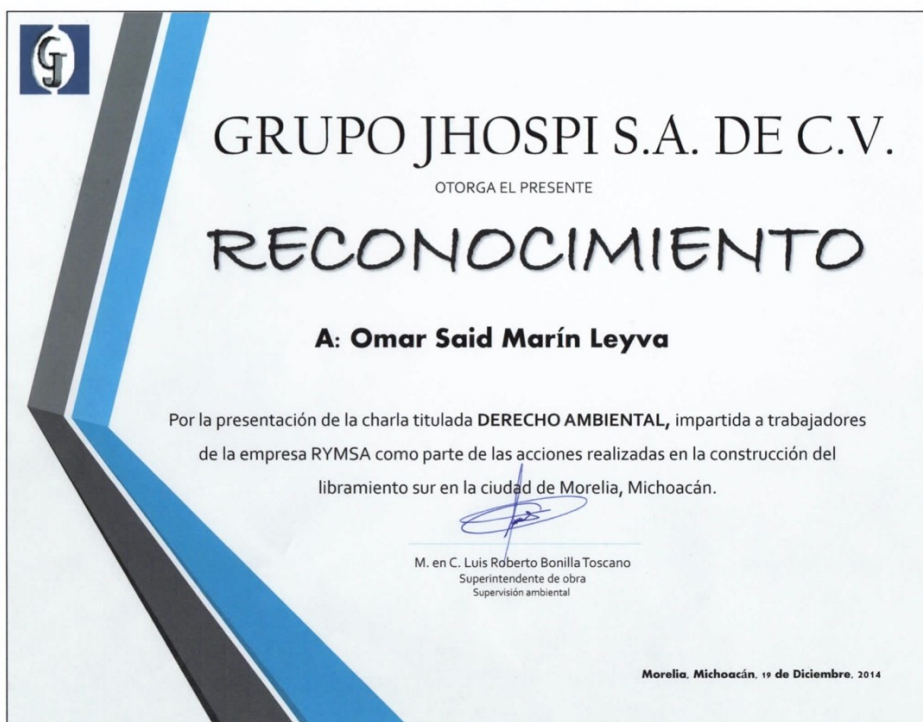 GJ
GRUPO JHOSPI S.A. DE C.V.
OTORGA EL PRESENTE
RECONOCIMIENTO
A: Omar Said Marín Leyva
Por la presentación de la charla titulada DERECHO AMBIENTAL, impartida a trabajadores
de la empresa RYMSA como parte de las acciones realizadas en la construcción del
libramiento sur en la ciudad de Morelia, Michoacán.
M. en C. Luis Roberto Bonilla Toscano
Superintendente de obra
Supervisión ambiental
Morelia, Michoacán, 19 de Diciembre, 2014